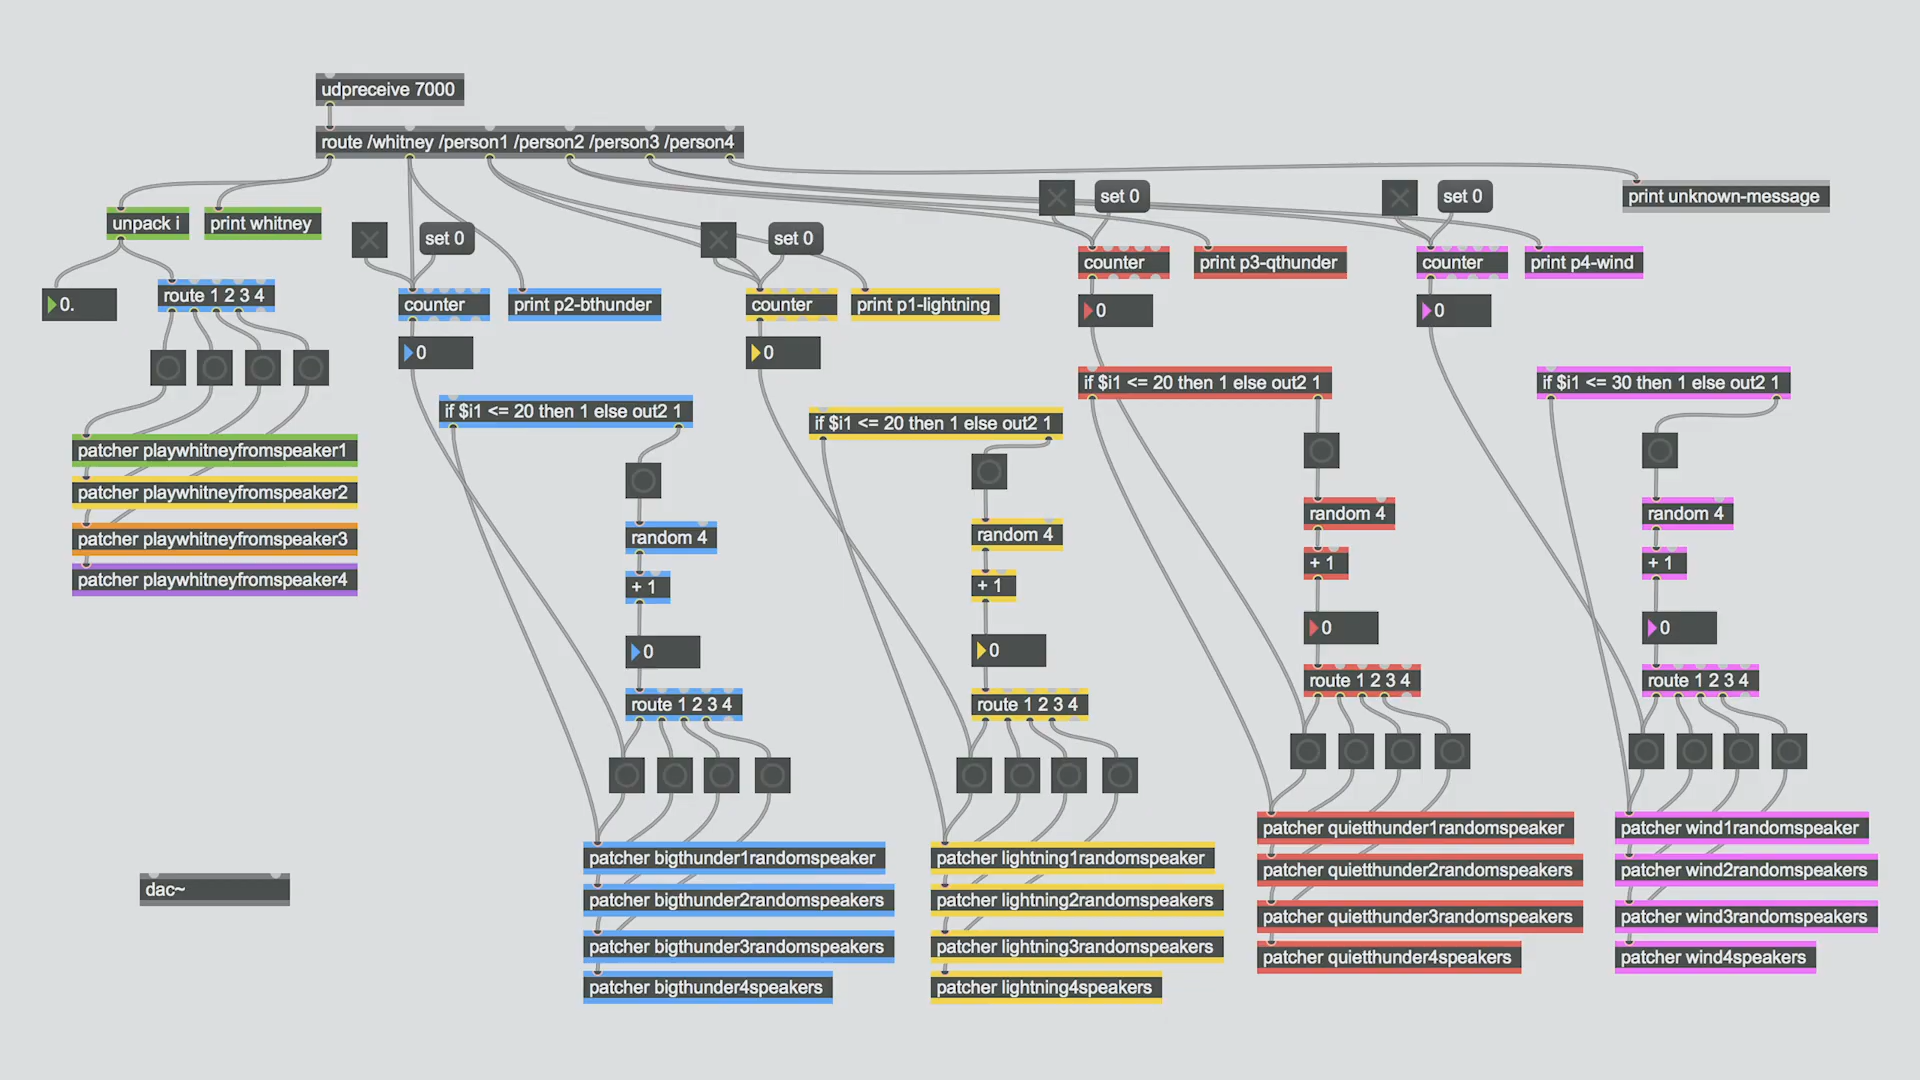 udpreceive 7000
route /whitney /person1 /person2 /person3 /person4
unpack i
print whitney
set 0
set 0
set 0
set 0
print unknown-message
0.
route 1 2 3 4
counter
print p2-bthunder
counter
print p1-lightning
counter
print p3-qthunder
counter
print p4-wind
0
0
0
0
if $i1 <= 20 then 1 else out2 1
if $i1 <= 20 then 1 else out2 1
if $i1 <= 20 then 1 else out2 1
if $i1 <= 30 then 1 else out2 1
patcher playwhitneyfromspeaker1
patcher playwhitneyfromspeaker2
patcher playwhitneyfromspeaker3
patcher playwhitneyfromspeaker4
random 4
+ 1
0
route 1 2 3 4
random 4
+ 1
0
route 1 2 3 4
random 4
+ 1
0
route 1 2 3 4
random 4
+ 1
0
route 1 2 3 4
dac~
patcher bigthunder1randomspeaker
patcher bigthunder2randomspeakers
patcher bigthunder3randomspeakers
patcher bigthunder4speakers
patcher lightning1randomspeaker
patcher lightning2randomspeakers
patcher lightning3randomspeakers
patcher lightning4speakers
patcher quietthunder1randomspeaker
patcher quietthunder2randomspeakers
patcher quietthunder3randomspeakers
patcher quietthunder4speakers
patcher wind1randomspeaker
patcher wind2randomspeakers
patcher wind3randomspeakers
patcher wind4speakers